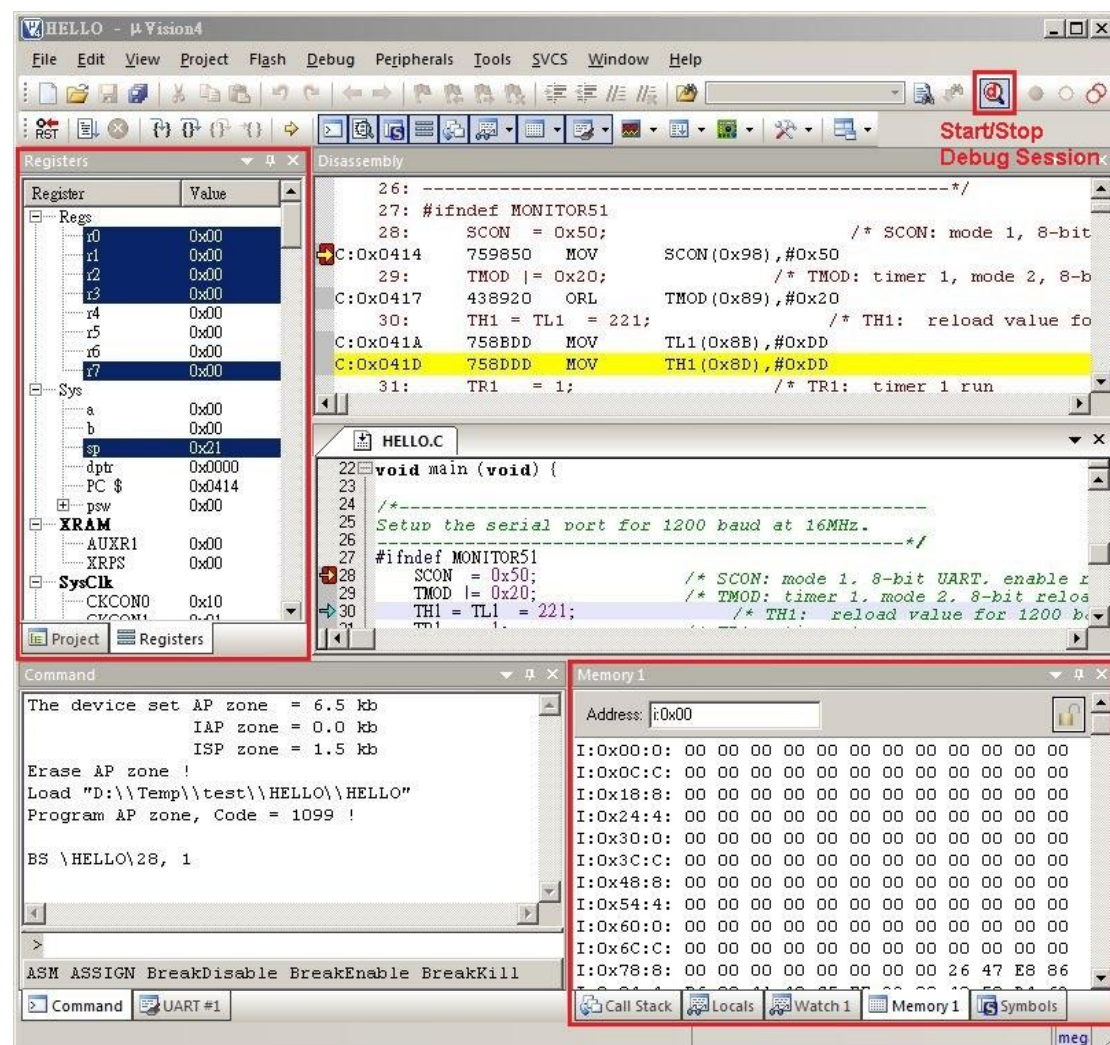 HELLO - µVision4
File Edit View Project Flash Debug Peripherals Tools SVCS Window Help
RST
Start/Stop
Debug Session
Registers
Register Value
Regs
r0 0x00
r1 0x00
r2 0x00
r3 0x00
r4 0x00
r5 0x00
r6 0x00
r7 0x00
Sys
a 0x00
b 0x00
sp 0x21
dptr 0x0000
PC $ 0x0414
psw 0x00
XRAM
AUXR1 0x00
XRPS 0x00
SysClk
CKCON0 0x10
Project Registers
Disassembly
26: --------------------------------------------------*/
27: #ifndef MONITOR51
28: SCON = 0x50; /* SCON: mode 1, 8-bit
C:0x0414 759850 MOV SCON(0x98),#0x50
29: TMOD |= 0x20; /* TMOD: timer 1, mode 2, 8-b
C:0x0417 438920 ORL TMOD(0x89),#0x20
30: TH1 = TL1 = 221; /* TH1: reload value fo
C:0x041A 758BDD MOV TL1(0x8B),#0xDD
C:0x041D 758DDD MOV TH1(0x8D),#0xDD
31: TR1 = 1; /* TR1: timer 1 run
HELLO.C
22 void main (void) {
23
24 /*--------------------------------------------------
25 Setup the serial port for 1200 baud at 16MHz.
26 --------------------------------------------------*/
27 #ifndef MONITOR51
28 SCON = 0x50; /* SCON: mode 1, 8-bit UART, enable r
29 TMOD |= 0x20; /* TMOD: timer 1, mode 2, 8-bit reloa
30 TH1 = TL1 = 221; /* TH1: reload value for 1200 b
Command
The device set AP zone = 6.5 kb
IAP zone = 0.0 kb
ISP zone = 1.5 kb
Erase AP zone !
Load "D:\\Temp\\test\\HELLO\\HELLO"
Program AP zone, Code = 1099 !
BS \HELLO\28, 1
>
ASM ASSIGN BreakDisable BreakEnable BreakKill
Command UART #1
Memory 1
Address: i:0x00
I:0x00:0: 00 00 00 00 00 00 00 00 00 00 00 00
I:0x0C:C: 00 00 00 00 00 00 00 00 00 00 00 00
I:0x18:8: 00 00 00 00 00 00 00 00 00 00 00 00
I:0x24:4: 00 00 00 00 00 00 00 00 00 00 00 00
I:0x30:0: 00 00 00 00 00 00 00 00 00 00 00 00
I:0x3C:C: 00 00 00 00 00 00 00 00 00 00 00 00
I:0x48:8: 00 00 00 00 00 00 00 00 00 00 00 00
I:0x54:4: 00 00 00 00 00 00 00 00 00 00 00 00
I:0x60:0: 00 00 00 00 00 00 00 00 00 00 00 00
I:0x6C:C: 00 00 00 00 00 00 00 00 00 00 00 00
I:0x78:8: 00 00 00 00 00 00 00 00 26 47 E8 86
Call Stack Locals Watch 1 Memory 1 Symbols
meg